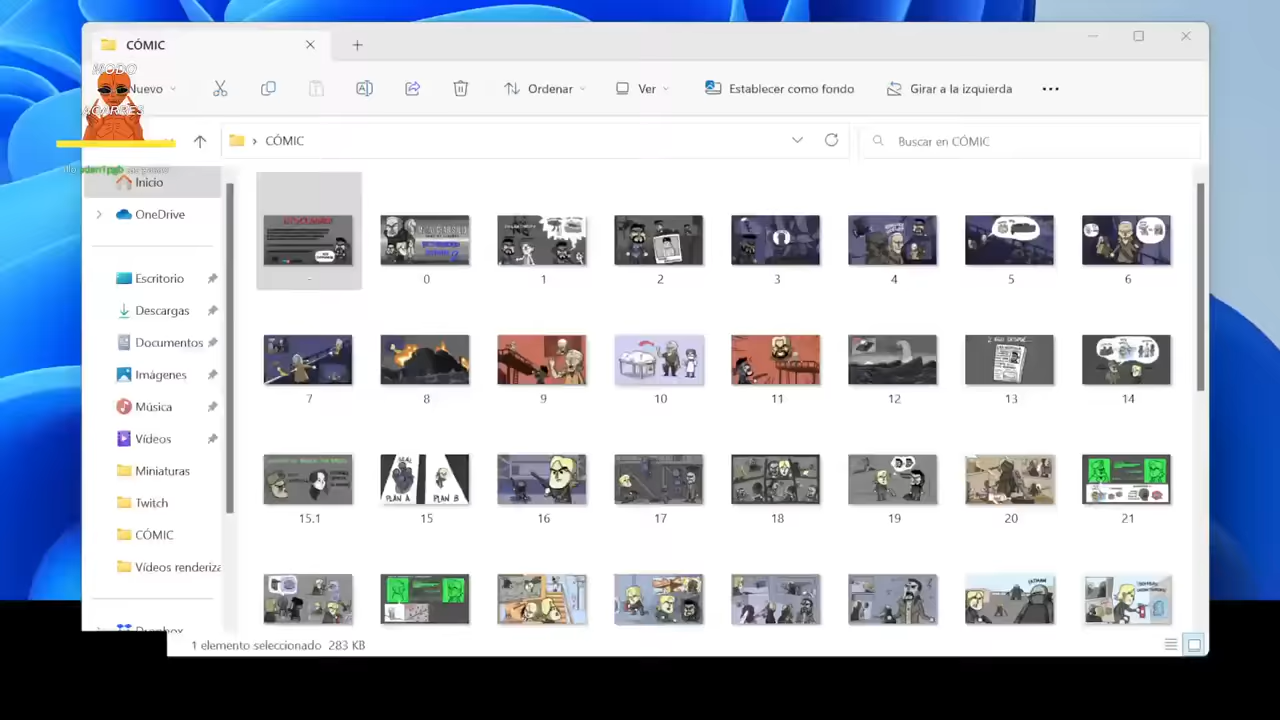 CÓMIC
MODO
Nuevo
Ordenar
Ver
Establecer como fondo
Girar a la izquierda
CÓMIC
Buscar en CÓMIC
Inicio
OneDrive
Escritorio
Descargas
Documentos
Imágenes
Música
Vídeos
Miniaturas
Twitch
CÓMIC
Vídeos renderiza
Dropbox
-
0
1
2
3
4
5
6
7
8
9
10
11
12
13
14
PLAN A
PLAN B
15.1
15
16
17
18
19
20
21
1 elemento seleccionado 283 KB